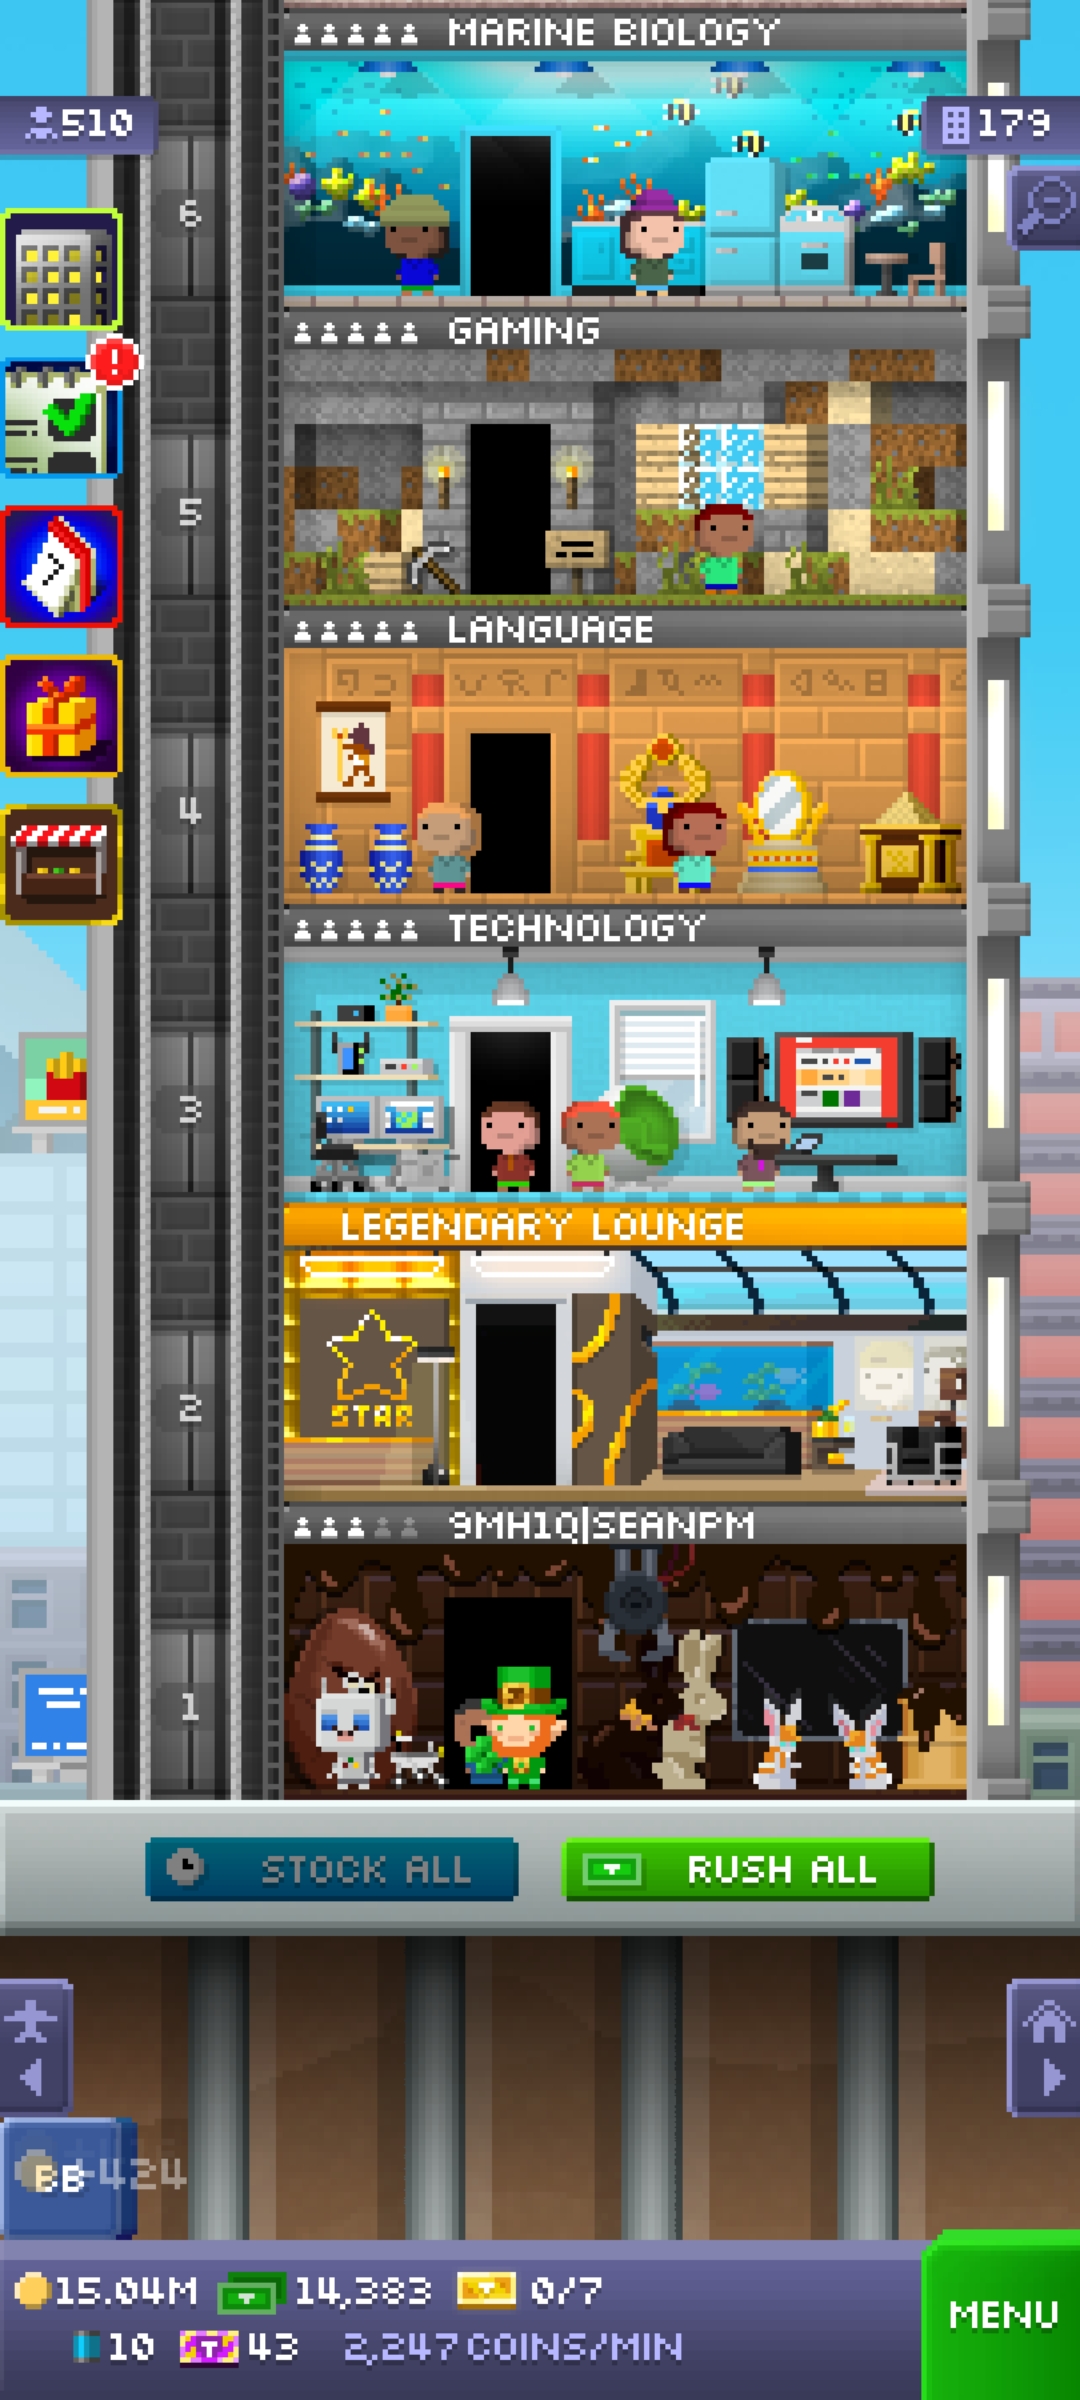 MARINE BIOLOGY
510
179
6
GAMING
5
LANGUAGE
4
TECHNOLOGY
3
LEGENDARY LOUNGE
STAR
2
9MH1Q|SEANPM
1
STOCK ALL
RUSH ALL
BB
+424
15.04M
14,383
0/7
10
43
2,247 COINS/MIN
MENU